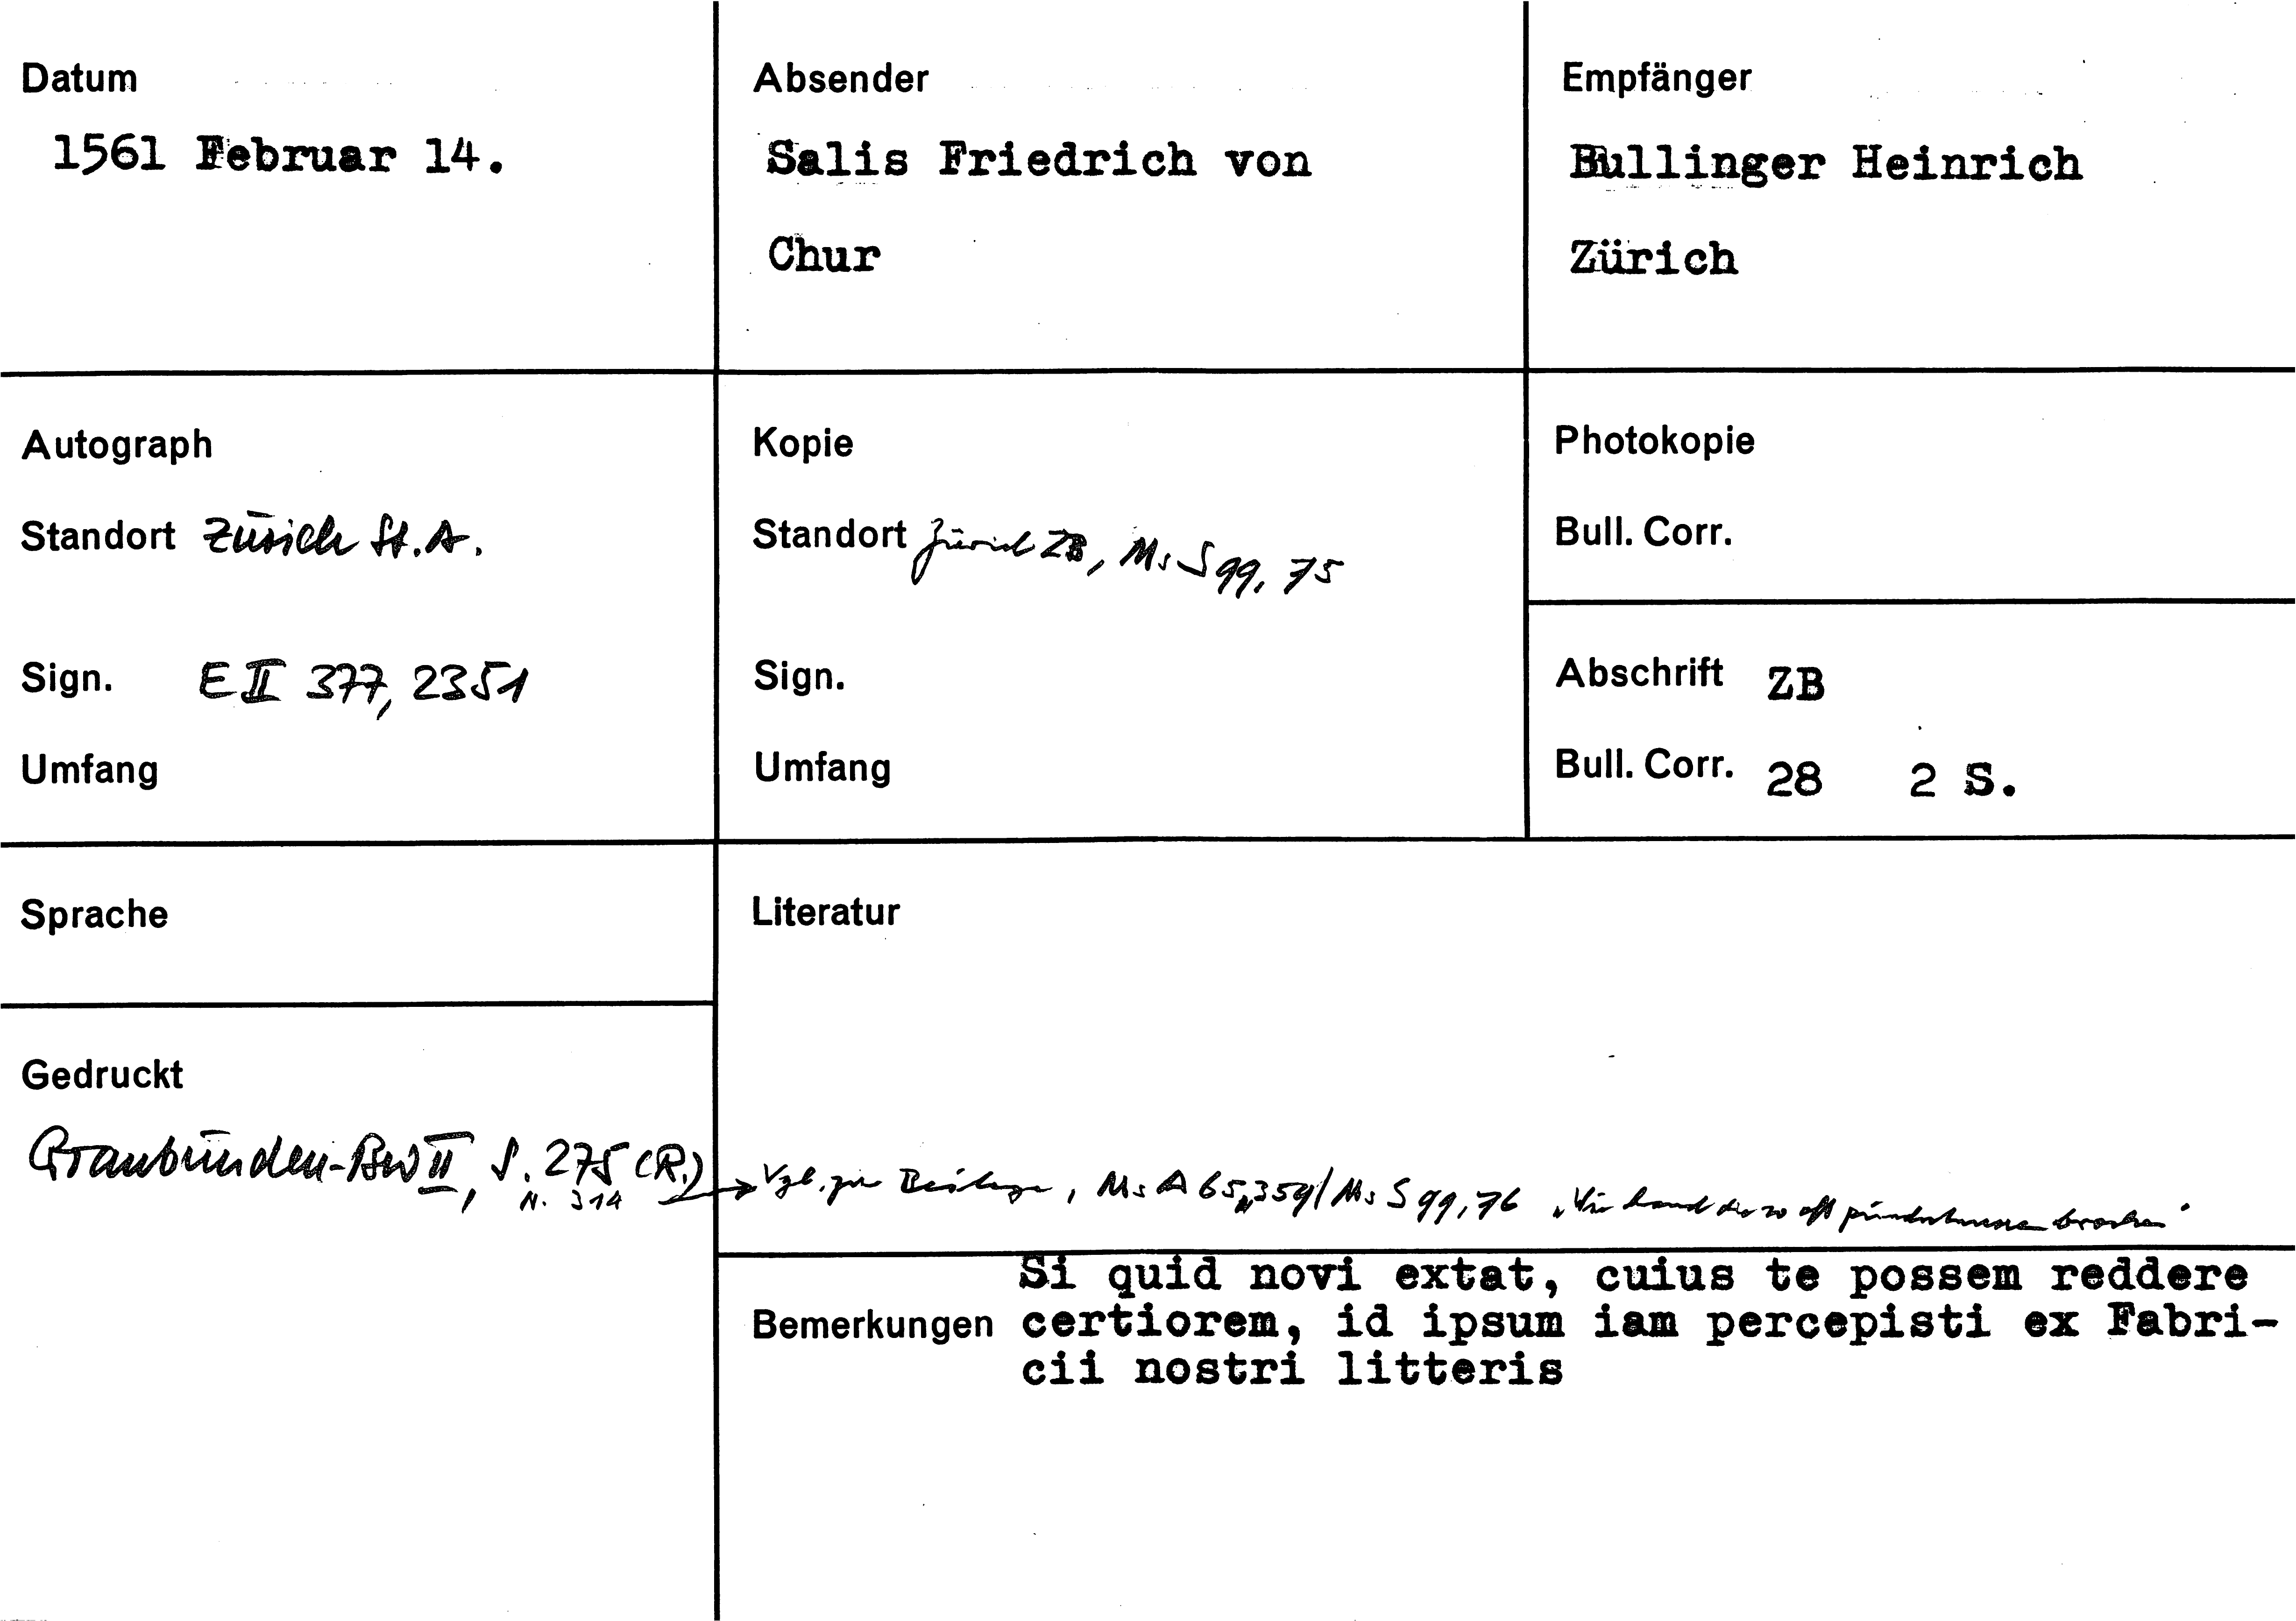 Datum
1561 Februar 14.
Absender
Salis Friedrich von
Chur
Empfänger
Bullinger Heinrich
Zürich
Autograph
Standort Zürich St.A.
Sign. E II 377, 2351
Umfang
Kopie
Standort Zürich ZB, Ms S 99, 75
Sign.
Umfang
Photokopie
Bull. Corr.
Abschrift ZB
Bull. Corr. 28 2 S.
Sprache
Gedruckt
Graubünden-BW II, S. 275 (R.)
N. 314
Literatur
Vgl. zur Beilage, Ms A 65, 359/Ms S 99, 76
Bemerkungen
Si quid novi extat, cuius te possem reddere
certiorem, id ipsum iam percepisti ex Fabri-
cii nostri litteris